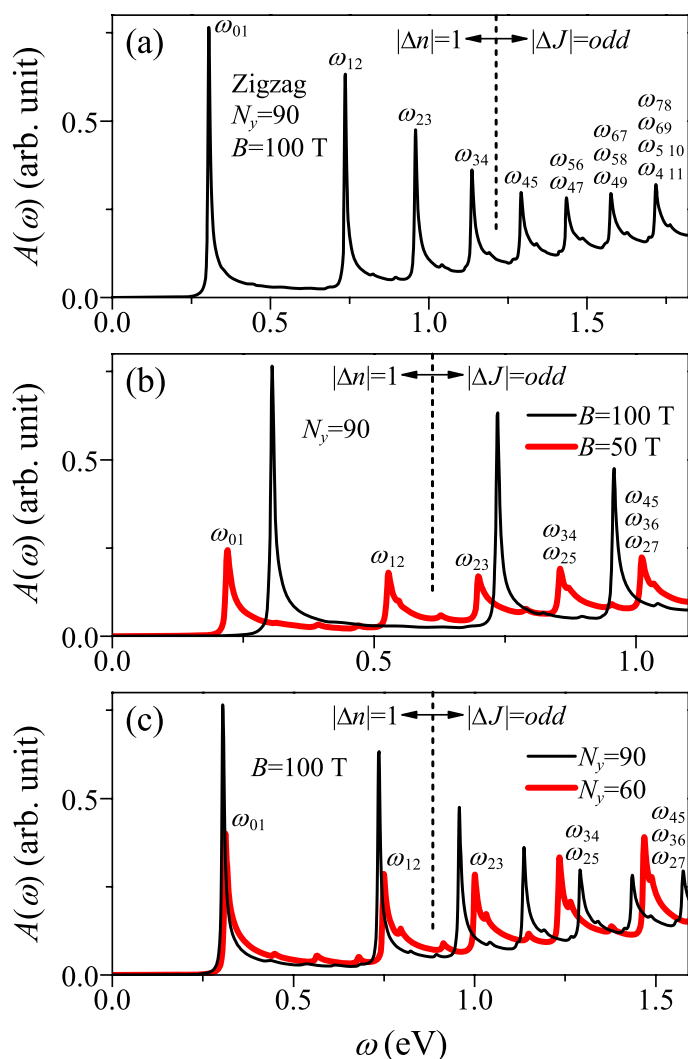 (a)
|Δn|=1 |ΔJ|=odd
ω01
Zigzag
Ny=90
B=100 T
ω12
ω23
ω34
ω45
ω56
ω47
ω67
ω58
ω49
ω78
ω69
ω5 10
ω4 11
A(ω) (arb. unit)
0.5
0.0
0.0 0.5 1.0 1.5
(b)
|Δn|=1 |ΔJ|=odd
Ny=90
B=100 T
B=50 T
ω01
ω12
ω23
ω34
ω25
ω45
ω36
ω27
A(ω) (arb. unit)
0.5
0.0
0.0 0.5 1.0
(c)
|Δn|=1 |ΔJ|=odd
B=100 T
Ny=90
Ny=60
ω01
ω12
ω23
ω34
ω25
ω45
ω36
ω27
A(ω) (arb. unit)
0.5
0.0
0.0 0.5 1.0 1.5
ω (eV)